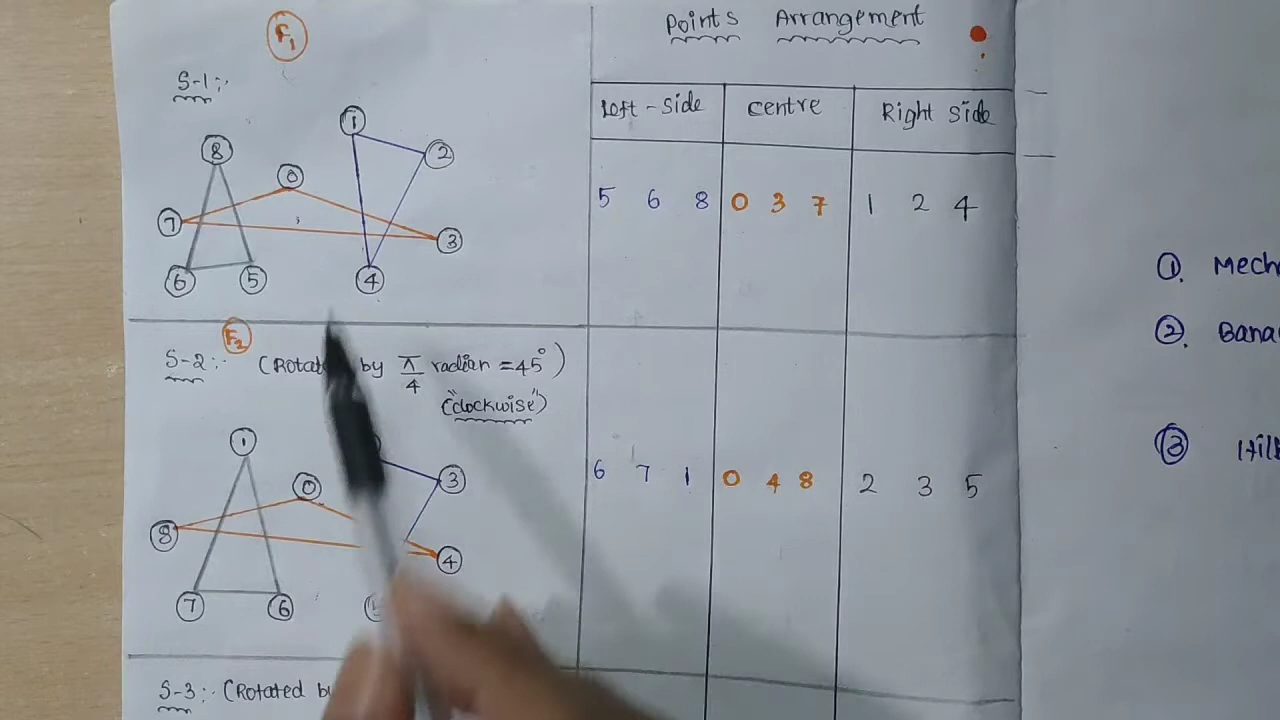 F1
Points Arrangement
S-1:-
Left-Side Centre Right Side
1
8 2
0
5 6 8 0 3 7 1 2 4
7 3
6 5 4
① Mech
F2
② Bana
S-2:- by π/4 radian = 45°)
("clockwise")
③ Hill
1
0 3
6 7 1 0 4 8 2 3 5
8 4
7 6
S-3:- (Rotated by